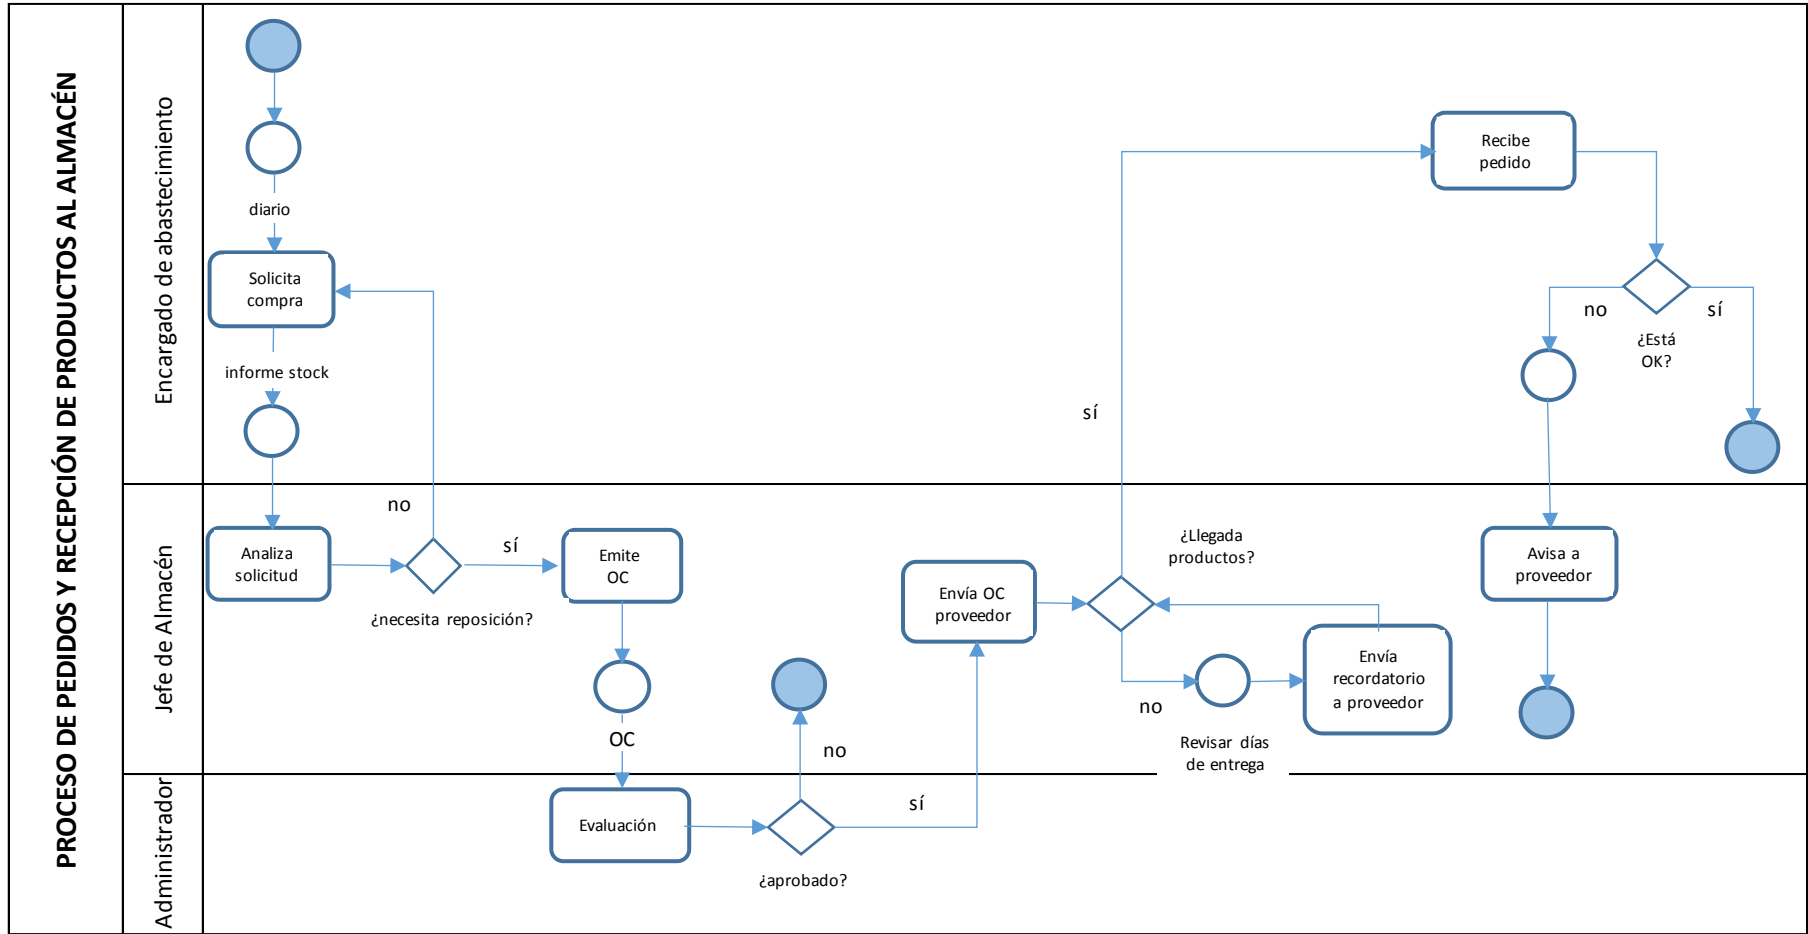 PROCESO DE PEDIDOS Y RECEPCIÓN DE PRODUCTOS AL ALMACÉN
Encargado de abastecimiento
diario
Solicita
compra
informe stock
Recibe
pedido
no
sí
¿Está
OK?
sí
Jefe de Almacén
Analiza
solicitud
no
¿necesita reposición?
sí
Emite
OC
OC
no
Envía OC
proveedor
¿Llegada
productos?
no
Revisar días
de entrega
Envía
recordatorio
a proveedor
Avisa a
proveedor
Administrador
Evaluación
¿aprobado?
sí